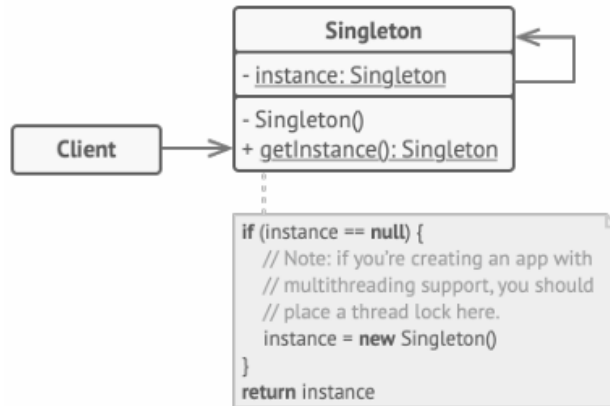 Singleton
- instance: Singleton
- Singleton()
+ getInstance(): Singleton
Client
if (instance == null) {
// Note: if you're creating an app with
// multithreading support, you should
// place a thread lock here.
instance = new Singleton()
}
return instance